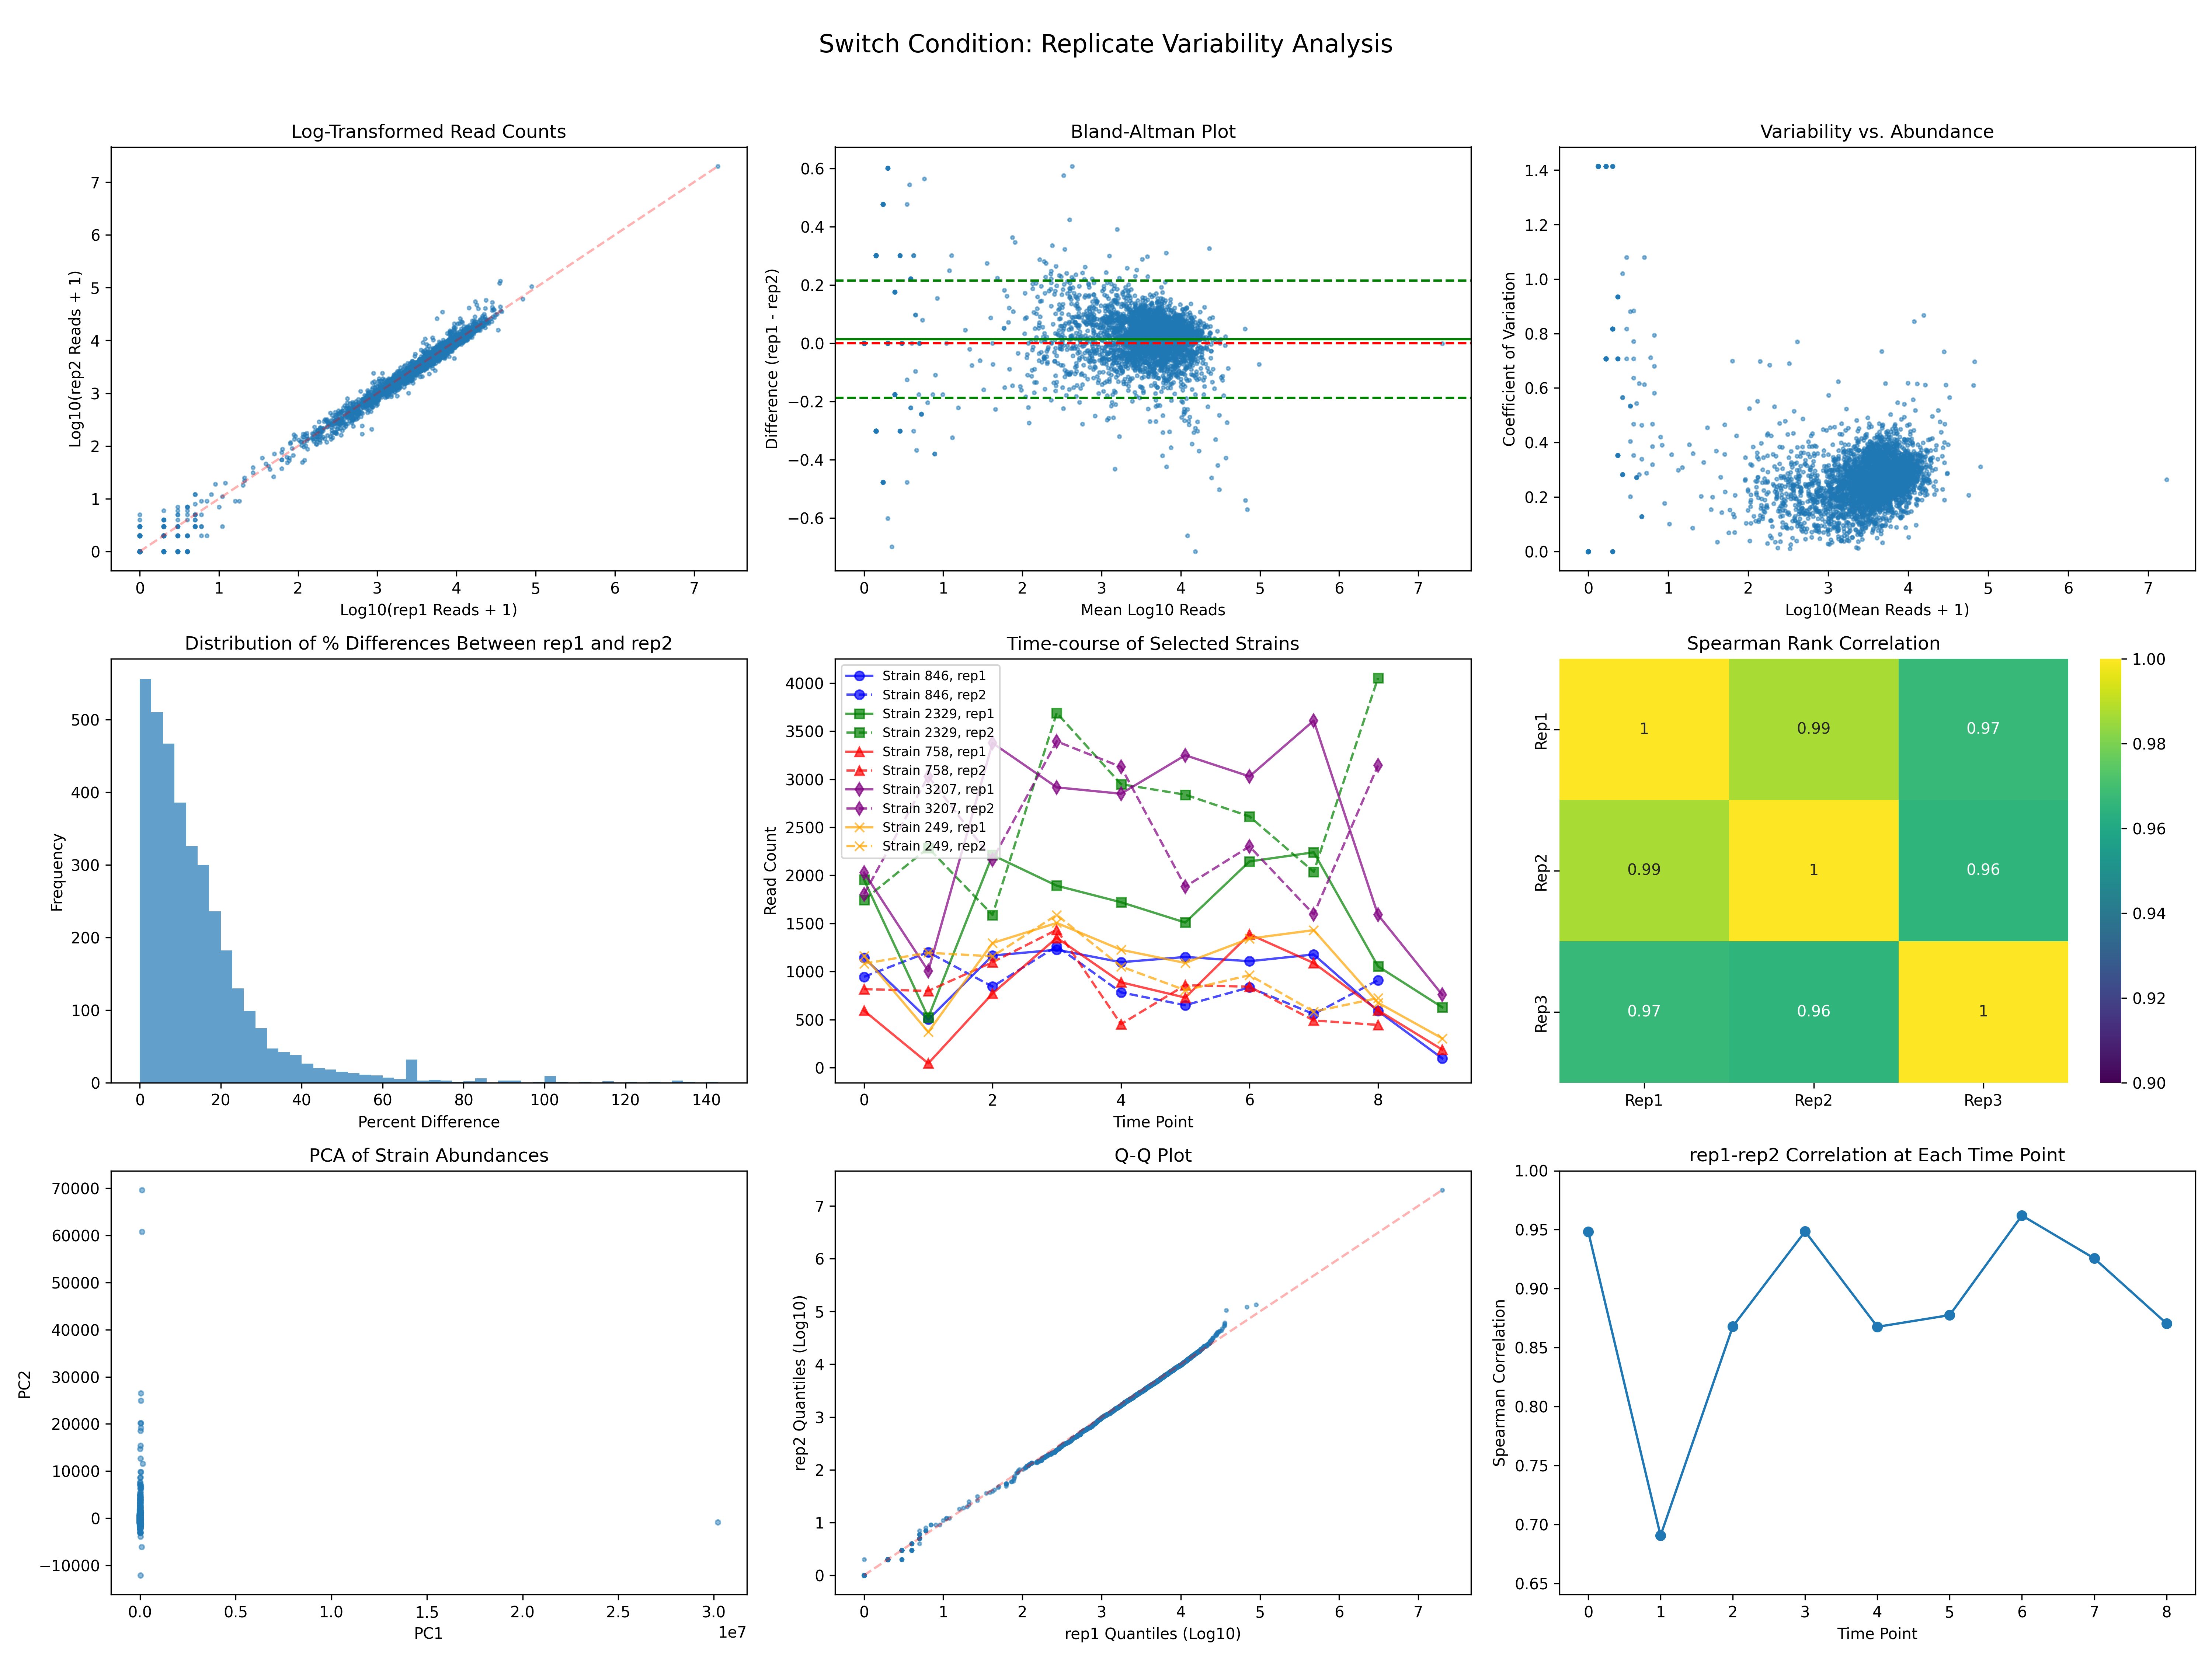 Switch Condition: Replicate Variability Analysis
Log-Transformed Read Counts
Log10(rep2 Reads + 1)
7
6
5
4
3
2
1
0
0 1 2 3 4 5 6 7
Log10(rep1 Reads + 1)
Bland-Altman Plot
Difference (rep1 - rep2)
0.6
0.4
0.2
0.0
−0.2
−0.4
−0.6
0 1 2 3 4 5 6 7
Mean Log10 Reads
Variability vs. Abundance
Coefficient of Variation
1.4
1.2
1.0
0.8
0.6
0.4
0.2
0.0
0 1 2 3 4 5 6 7
Log10(Mean Reads + 1)
Distribution of % Differences Between rep1 and rep2
Frequency
500
400
300
200
100
0
0 20 40 60 80 100 120 140
Percent Difference
Time-course of Selected Strains
Read Count
4000
3500
3000
2500
2000
1500
1000
500
0
Strain 846, rep1
Strain 846, rep2
Strain 2329, rep1
Strain 2329, rep2
Strain 758, rep1
Strain 758, rep2
Strain 3207, rep1
Strain 3207, rep2
Strain 249, rep1
Strain 249, rep2
0 2 4 6 8
Time Point
Spearman Rank Correlation
Rep1
Rep2
Rep3
1 0.99 0.97
0.99 1 0.96
0.97 0.96 1
Rep1 Rep2 Rep3
1.00
0.98
0.96
0.94
0.92
0.90
PCA of Strain Abundances
PC2
70000
60000
50000
40000
30000
20000
10000
0
−10000
0.0 0.5 1.0 1.5 2.0 2.5 3.0
1e7
PC1
Q-Q Plot
rep2 Quantiles (Log10)
7
6
5
4
3
2
1
0
0 1 2 3 4 5 6 7
rep1 Quantiles (Log10)
rep1-rep2 Correlation at Each Time Point
Spearman Correlation
1.00
0.95
0.90
0.85
0.80
0.75
0.70
0.65
0 1 2 3 4 5 6 7 8
Time Point